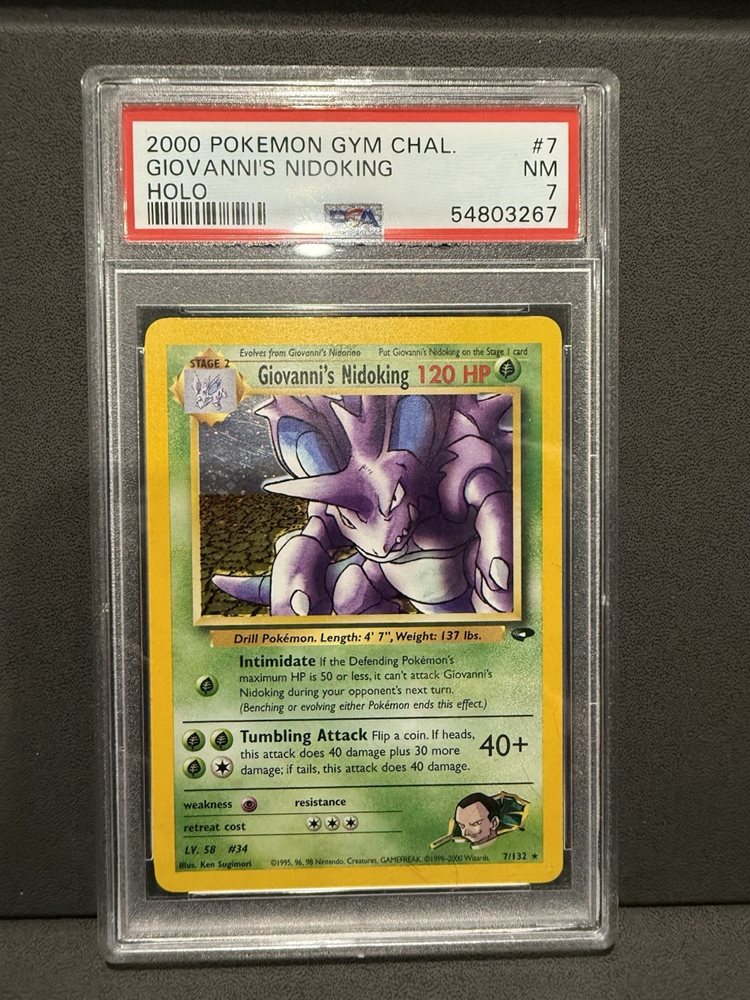 2000 POKEMON GYM CHAL. #7
GIOVANNI'S NIDOKING NM
HOLO 7
PSA 54803267
Evolves from Giovanni's Nidorino Put Giovanni's Nidoking on the Stage 1 card
STAGE 2
Giovanni's Nidoking 120 HP
Drill Pokémon. Length: 4' 7", Weight: 137 lbs.
Intimidate If the Defending Pokémon's
maximum HP is 50 or less, it can't attack Giovanni's
Nidoking during your opponent's next turn.
(Benching or evolving either Pokémon ends this effect.)
Tumbling Attack Flip a coin. If heads,
this attack does 40 damage plus 30 more
damage; if tails, this attack does 40 damage.
40+
weakness resistance
retreat cost
LV. 58 #34
Illus. Ken Sugimori ©1995, 96, 98 Nintendo, Creatures, GAMEFREAK. ©1999-2000 Wizards. 7/132 ★